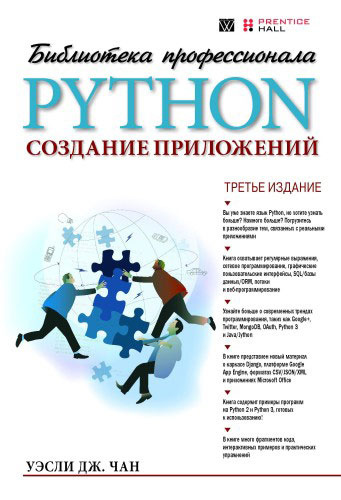 PRENTICE
HALL
Библиотека профессионала
PYTHON
СОЗДАНИЕ ПРИЛОЖЕНИЙ
ТРЕТЬЕ ИЗДАНИЕ
Вы уже знаете язык Python, но хотите узнать
больше? Намного больше? Погрузитесь
в разнообразие тем, связанных с реальными
приложениями
Книга охватывает регулярные выражения,
сетевое программирование, графические
пользовательские интерфейсы, SQL/базы
данных/ORM, потоки
и веб-программирование
Узнайте больше о современных трендах
программирования, таких как Google+,
Twitter, MongoDB, OAuth, Python 3
и Java/Jython
В книге представлен новый материал
о каркасе Django, платформе Google
App Engine, форматах CSV/JSON/XML
и приложениях Microsoft Office
Книга содержит примеры программ
на Python 2 и Python 3, готовых
к использованию!
В книге много фрагментов кода,
интерактивных примеров и практических
упражнений
УЭСЛИ ДЖ. ЧАН